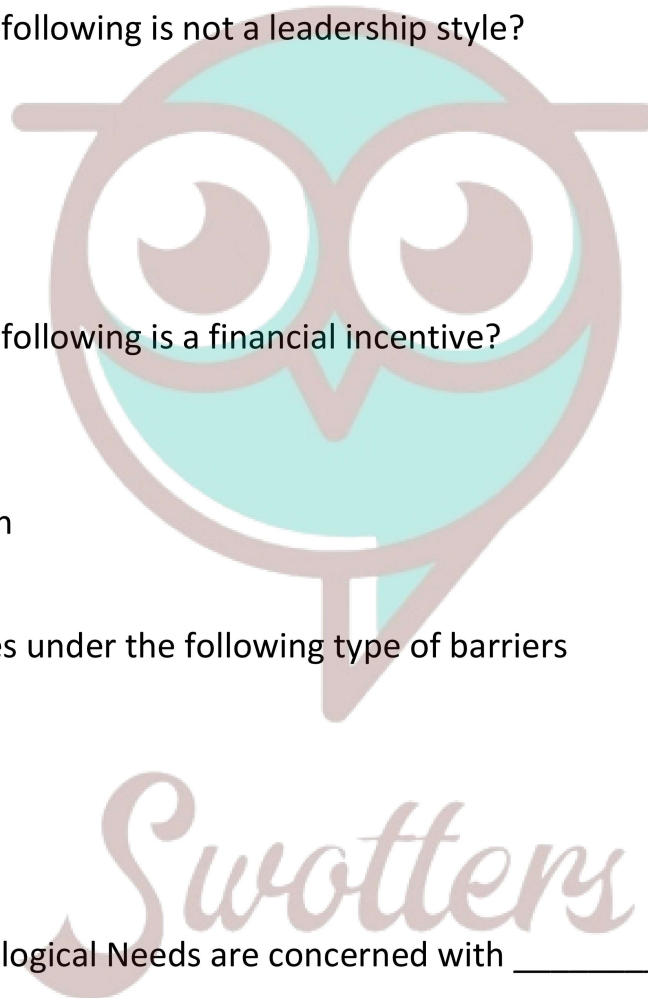 following is not a leadership style?
following is a financial incentive?
n
s under the following type of barriers
logical Needs are concerned with ________
Swotters